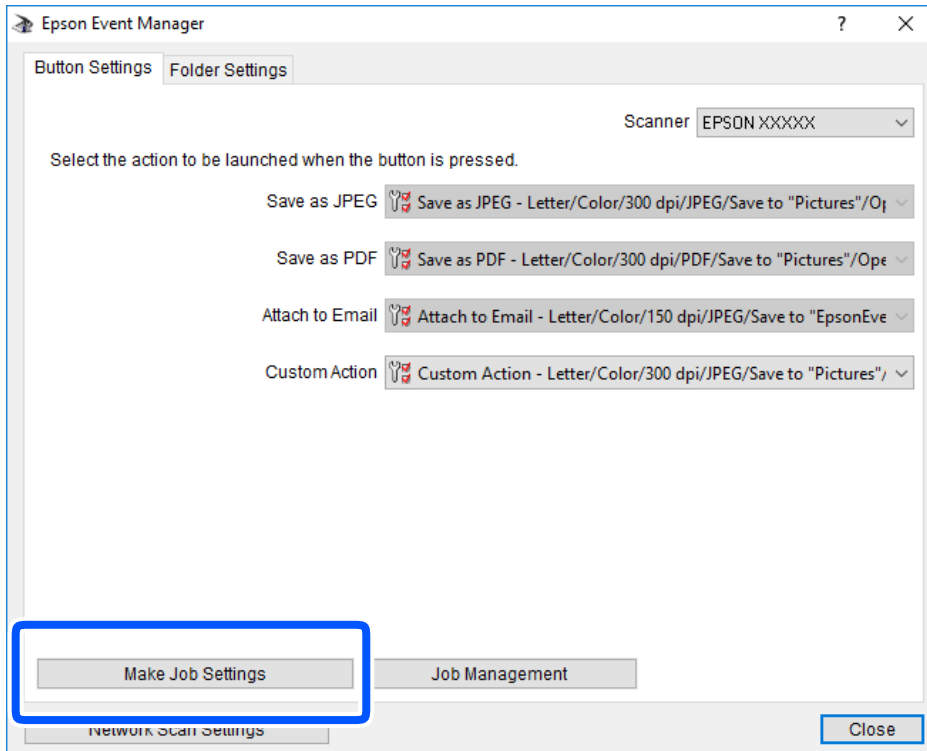 Epson Event Manager
Button Settings Folder Settings
Scanner EPSON XXXXX
Select the action to be launched when the button is pressed.
Save as JPEG Save as JPEG - Letter/Color/300 dpi/JPEG/Save to "Pictures"/Op
Save as PDF Save as PDF - Letter/Color/300 dpi/PDF/Save to "Pictures"/Ope
Attach to Email Attach to Email - Letter/Color/150 dpi/JPEG/Save to "EpsonEve
Custom Action Custom Action - Letter/Color/300 dpi/JPEG/Save to "Pictures"/
Make Job Settings Job Management
Network Scan Settings Close